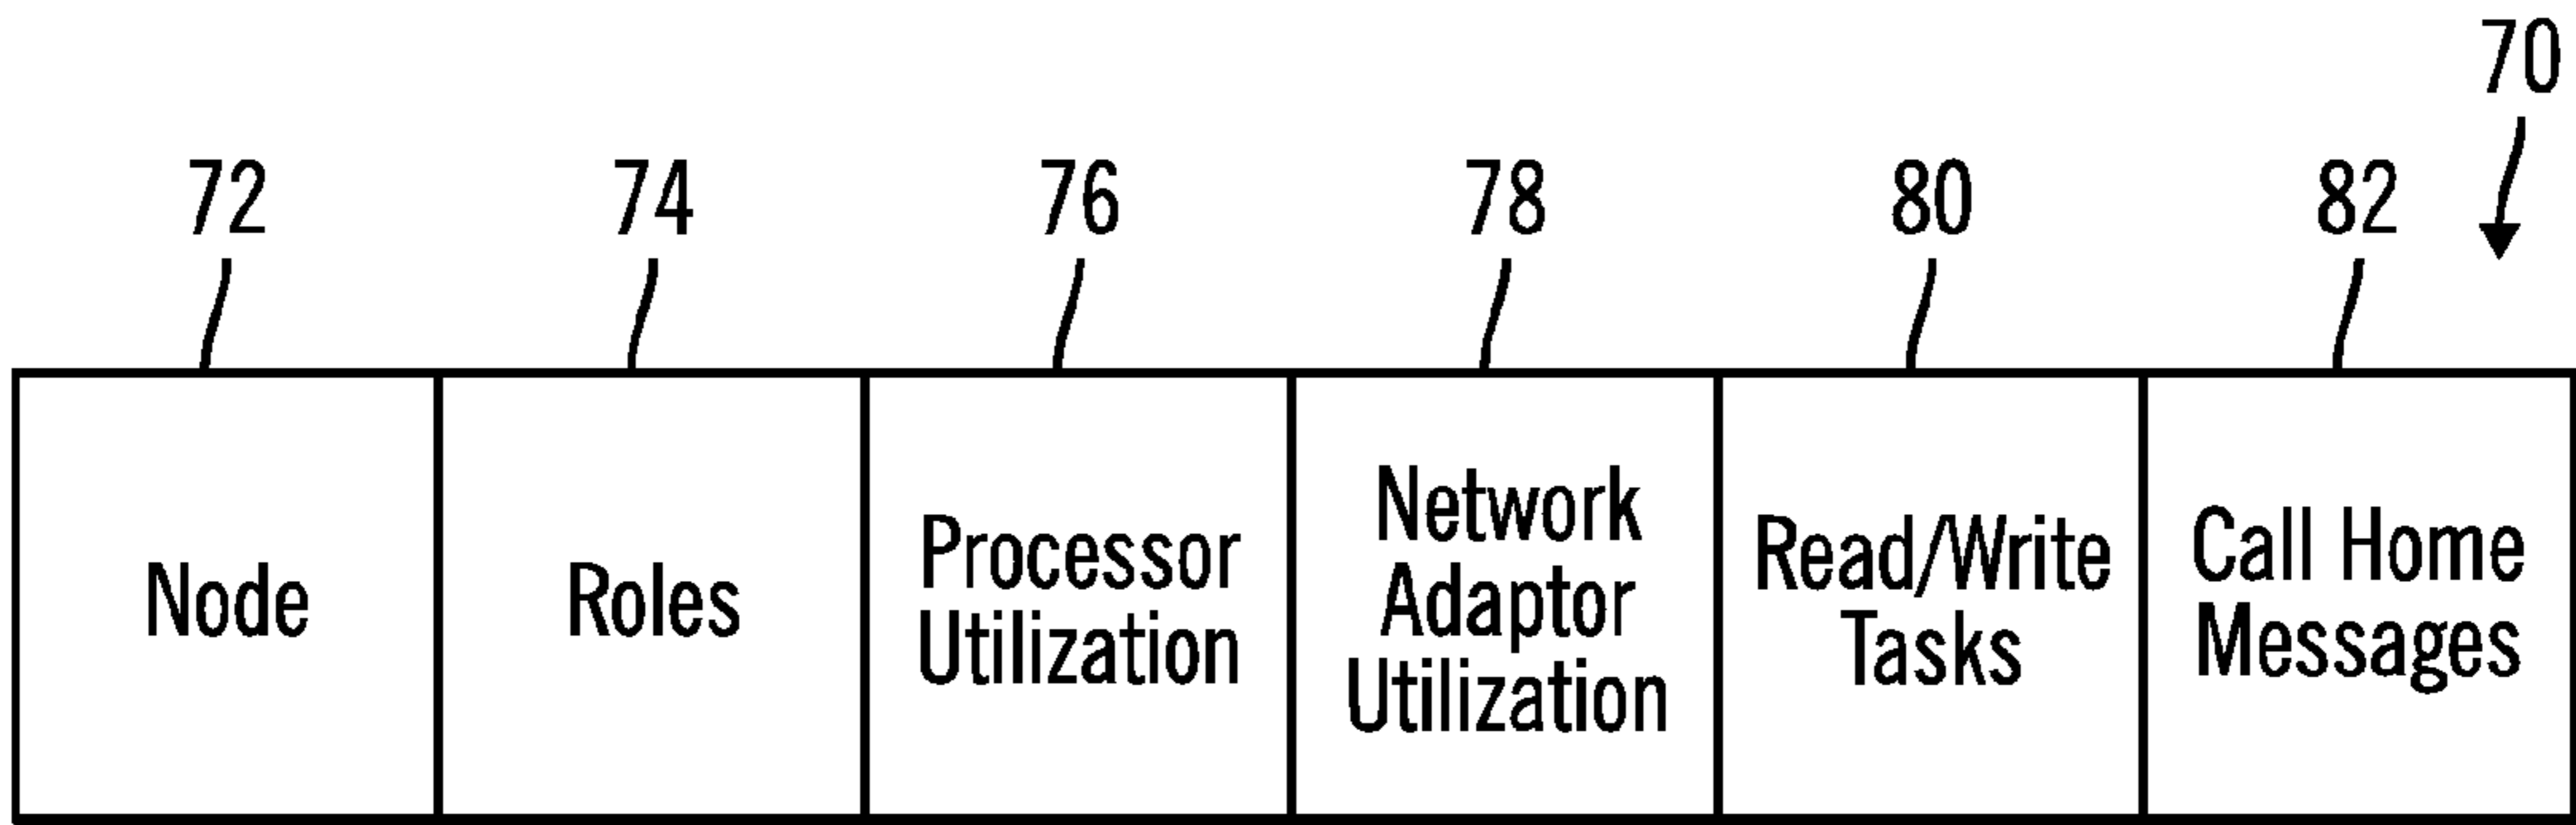 70
72 74 76 78 80 82
Node
Roles
Processor
Utilization
Network
Adaptor
Utilization
Read/Write
Tasks
Call Home
Messages